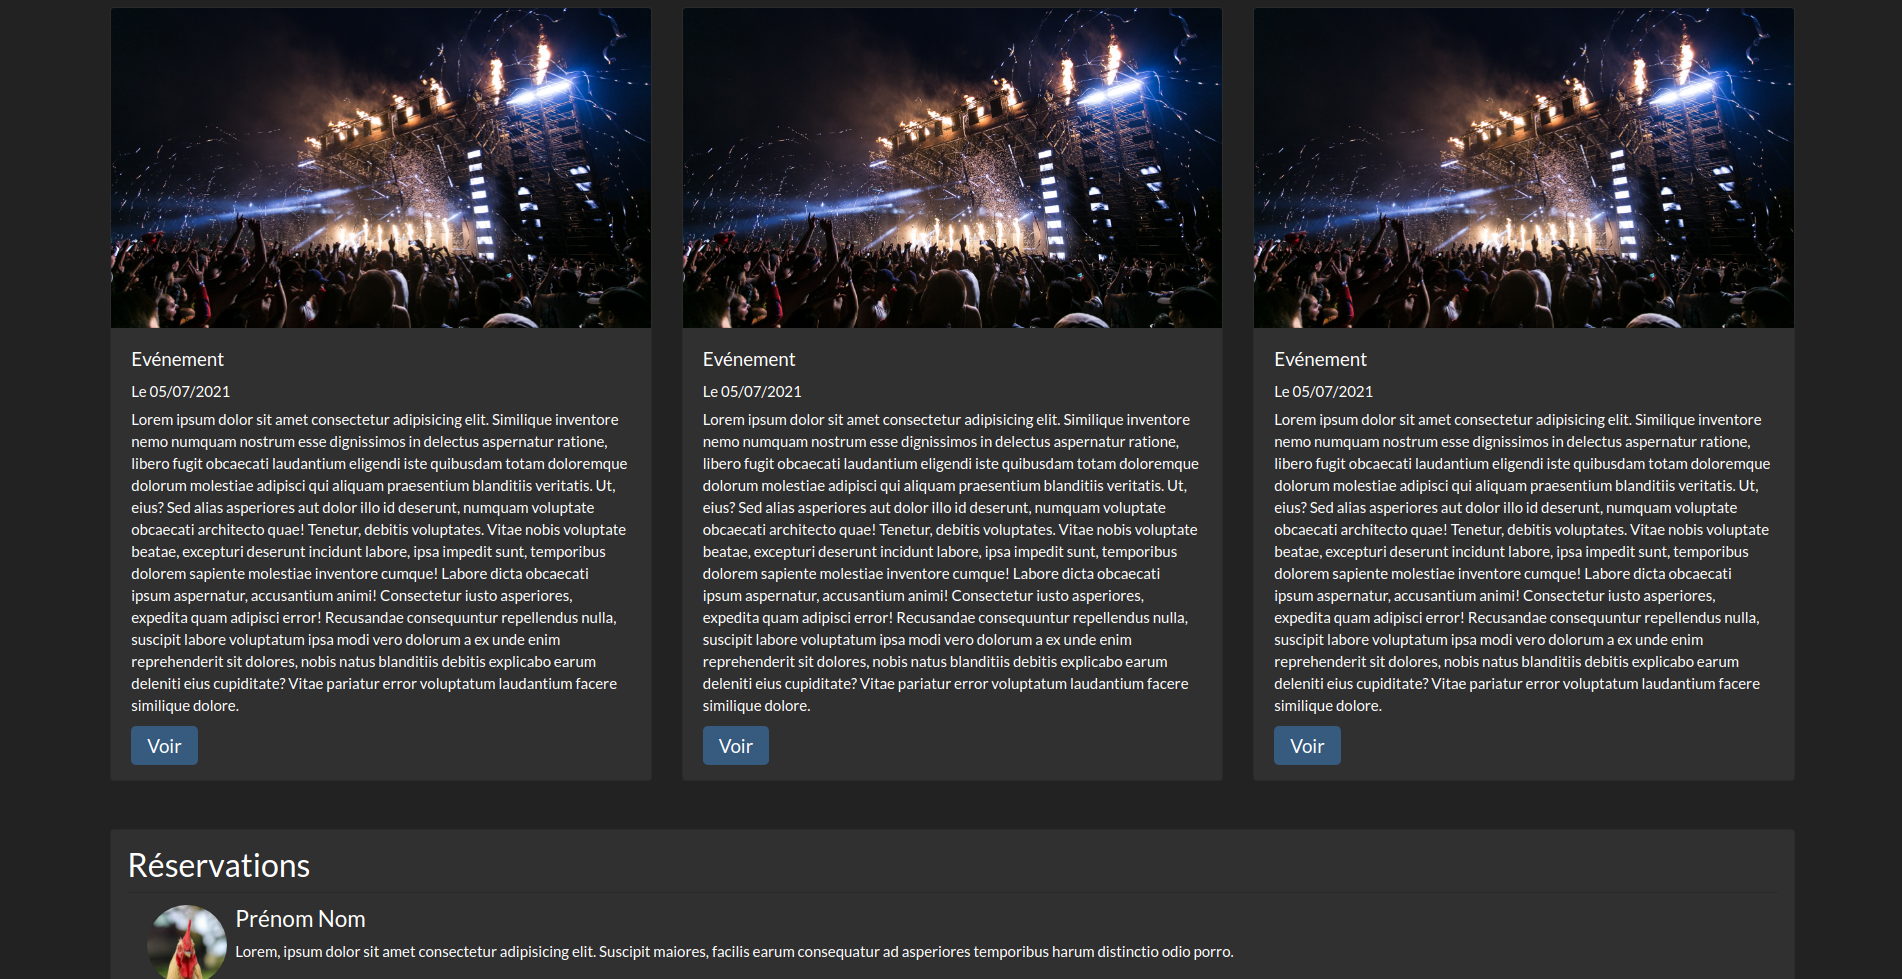 Evénement
Le 05/07/2021
Lorem ipsum dolor sit amet consectetur adipisicing elit. Similique inventore
nemo numquam nostrum esse dignissimos in delectus aspernatur ratione,
libero fugit obcaecati laudantium eligendi iste quibusdam totam doloremque
dolorum molestiae adipisci qui aliquam praesentium blanditiis veritatis. Ut,
eius? Sed alias asperiores aut dolor illo id deserunt, numquam voluptate
obcaecati architecto quae! Tenetur, debitis voluptates. Vitae nobis voluptate
beatae, excepturi deserunt incidunt labore, ipsa impedit sunt, temporibus
dolorem sapiente molestiae inventore cumque! Labore dicta obcaecati
ipsum aspernatur, accusantium animi! Consectetur iusto asperiores,
expedita quam adipisci error! Recusandae consequuntur repellendus nulla,
suscipit labore voluptatum ipsa modi vero dolorum a ex unde enim
reprehenderit sit dolores, nobis natus blanditiis debitis explicabo earum
deleniti eius cupiditate? Vitae pariatur error voluptatum laudantium facere
similique dolore.
Voir
Evénement
Le 05/07/2021
Lorem ipsum dolor sit amet consectetur adipisicing elit. Similique inventore
nemo numquam nostrum esse dignissimos in delectus aspernatur ratione,
libero fugit obcaecati laudantium eligendi iste quibusdam totam doloremque
dolorum molestiae adipisci qui aliquam praesentium blanditiis veritatis. Ut,
eius? Sed alias asperiores aut dolor illo id deserunt, numquam voluptate
obcaecati architecto quae! Tenetur, debitis voluptates. Vitae nobis voluptate
beatae, excepturi deserunt incidunt labore, ipsa impedit sunt, temporibus
dolorem sapiente molestiae inventore cumque! Labore dicta obcaecati
ipsum aspernatur, accusantium animi! Consectetur iusto asperiores,
expedita quam adipisci error! Recusandae consequuntur repellendus nulla,
suscipit labore voluptatum ipsa modi vero dolorum a ex unde enim
reprehenderit sit dolores, nobis natus blanditiis debitis explicabo earum
deleniti eius cupiditate? Vitae pariatur error voluptatum laudantium facere
similique dolore.
Voir
Evénement
Le 05/07/2021
Lorem ipsum dolor sit amet consectetur adipisicing elit. Similique inventore
nemo numquam nostrum esse dignissimos in delectus aspernatur ratione,
libero fugit obcaecati laudantium eligendi iste quibusdam totam doloremque
dolorum molestiae adipisci qui aliquam praesentium blanditiis veritatis. Ut,
eius? Sed alias asperiores aut dolor illo id deserunt, numquam voluptate
obcaecati architecto quae! Tenetur, debitis voluptates. Vitae nobis voluptate
beatae, excepturi deserunt incidunt labore, ipsa impedit sunt, temporibus
dolorem sapiente molestiae inventore cumque! Labore dicta obcaecati
ipsum aspernatur, accusantium animi! Consectetur iusto asperiores,
expedita quam adipisci error! Recusandae consequuntur repellendus nulla,
suscipit labore voluptatum ipsa modi vero dolorum a ex unde enim
reprehenderit sit dolores, nobis natus blanditiis debitis explicabo earum
deleniti eius cupiditate? Vitae pariatur error voluptatum laudantium facere
similique dolore.
Voir
Réservations
Prénom Nom
Lorem, ipsum dolor sit amet consectetur adipisicing elit. Suscipit maiores, facilis earum consequatur ad asperiores temporibus harum distinctio odio porro.